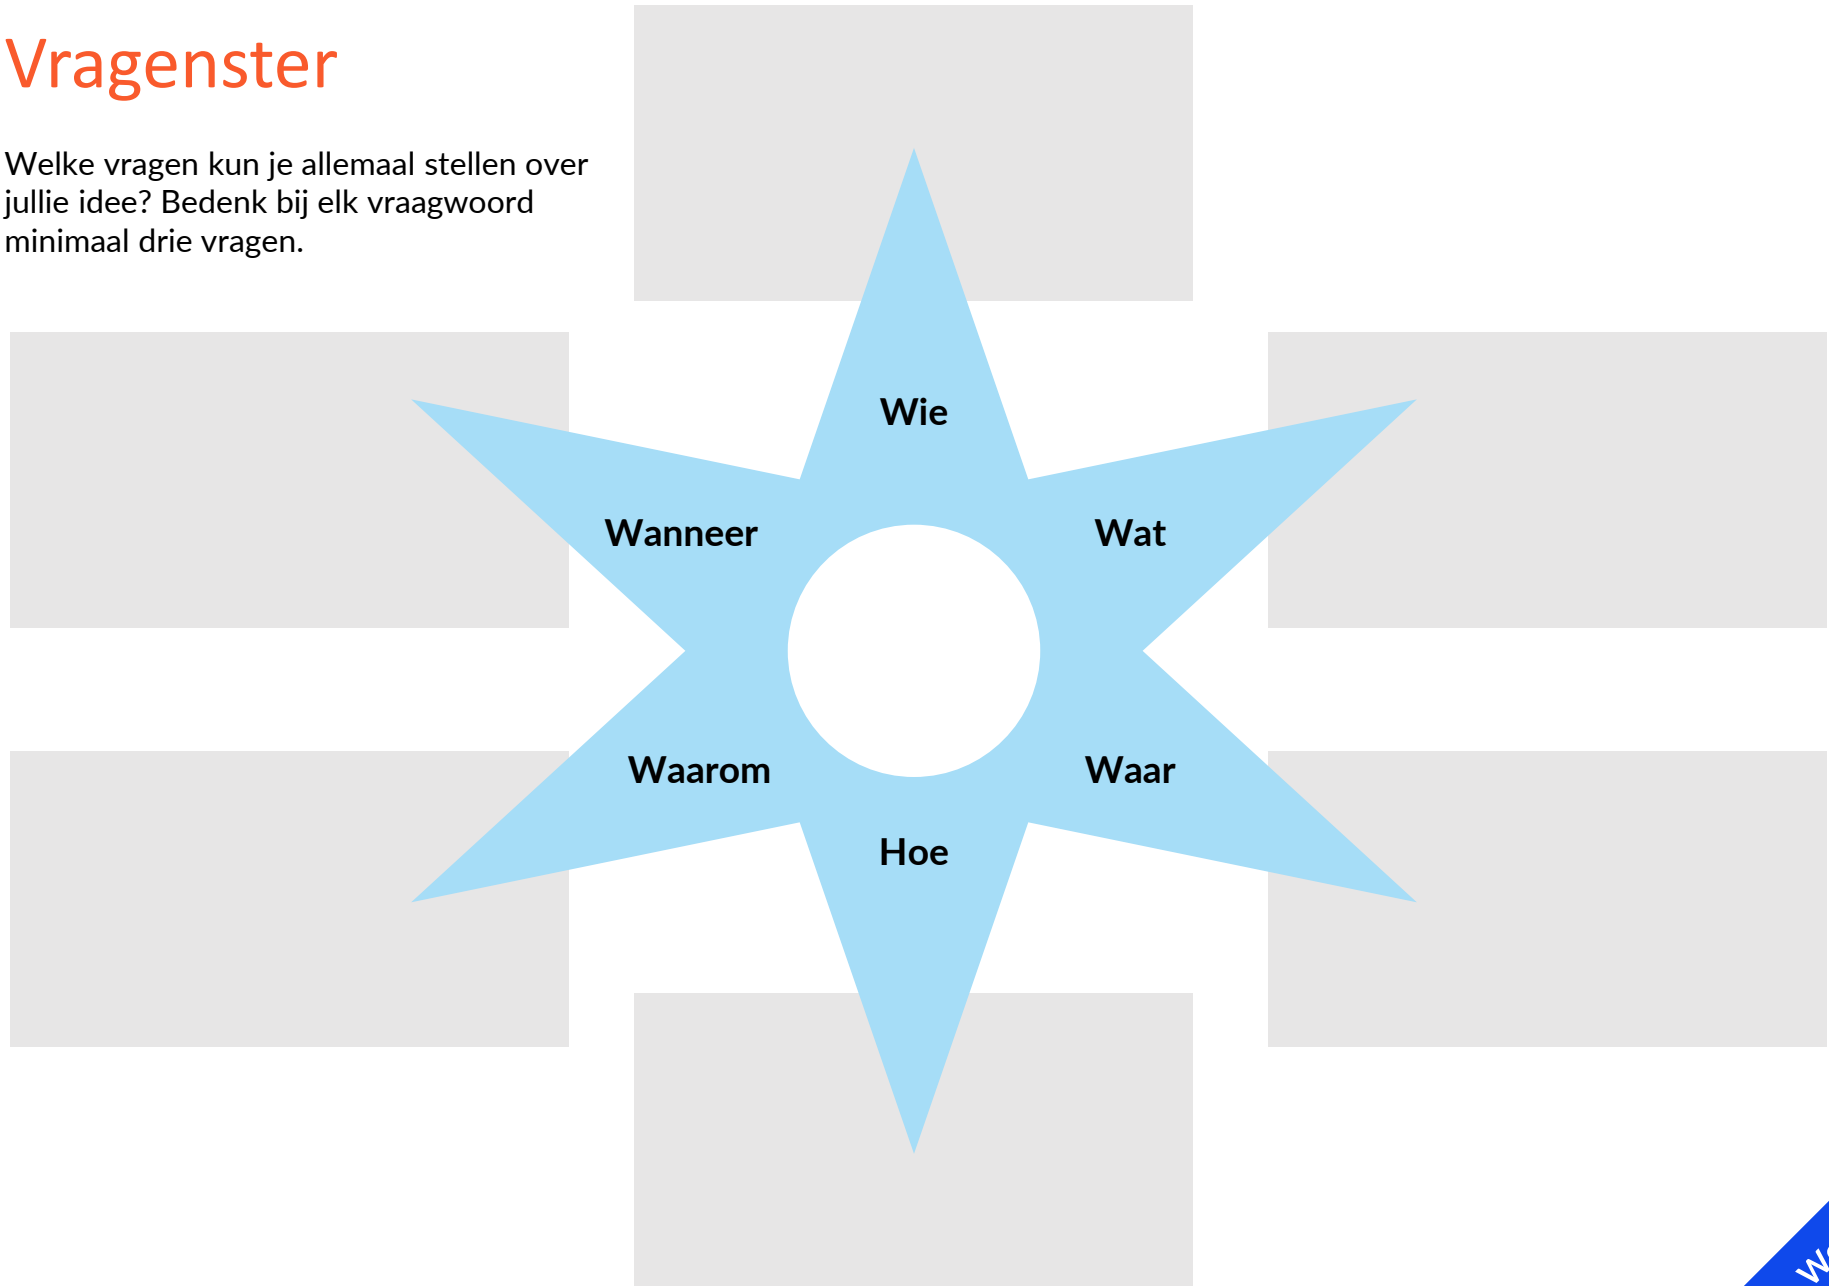 Vragenster
Welke vragen kun je allemaal stellen over
jullie idee? Bedenk bij elk vraagwoord
minimaal drie vragen.
Wie
Wanneer
Wat
Waarom
Waar
Hoe